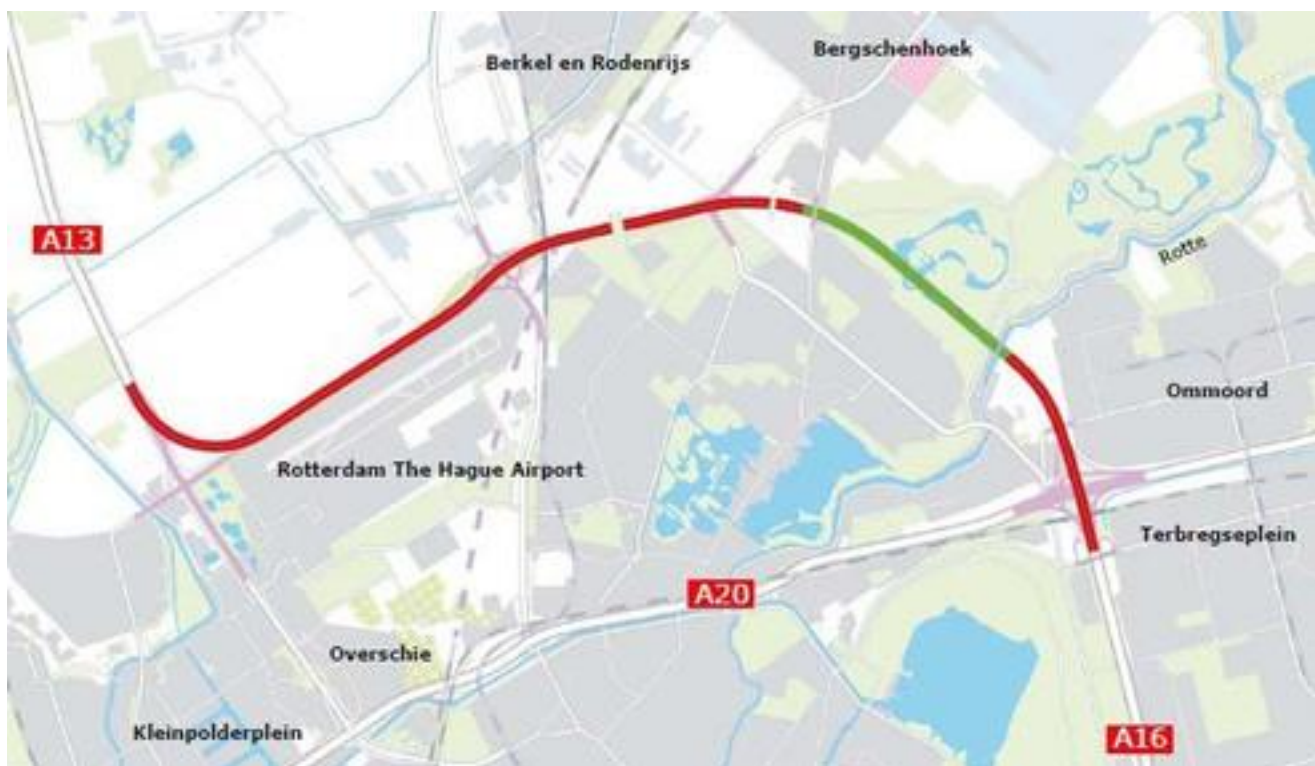 Bergschenhoek
Berkel en Rodenrijs
A13
Rotte
Ommoord
Rotterdam The Hague Airport
Terbregseplein
A20
Overschie
Kleinpolderplein
A16